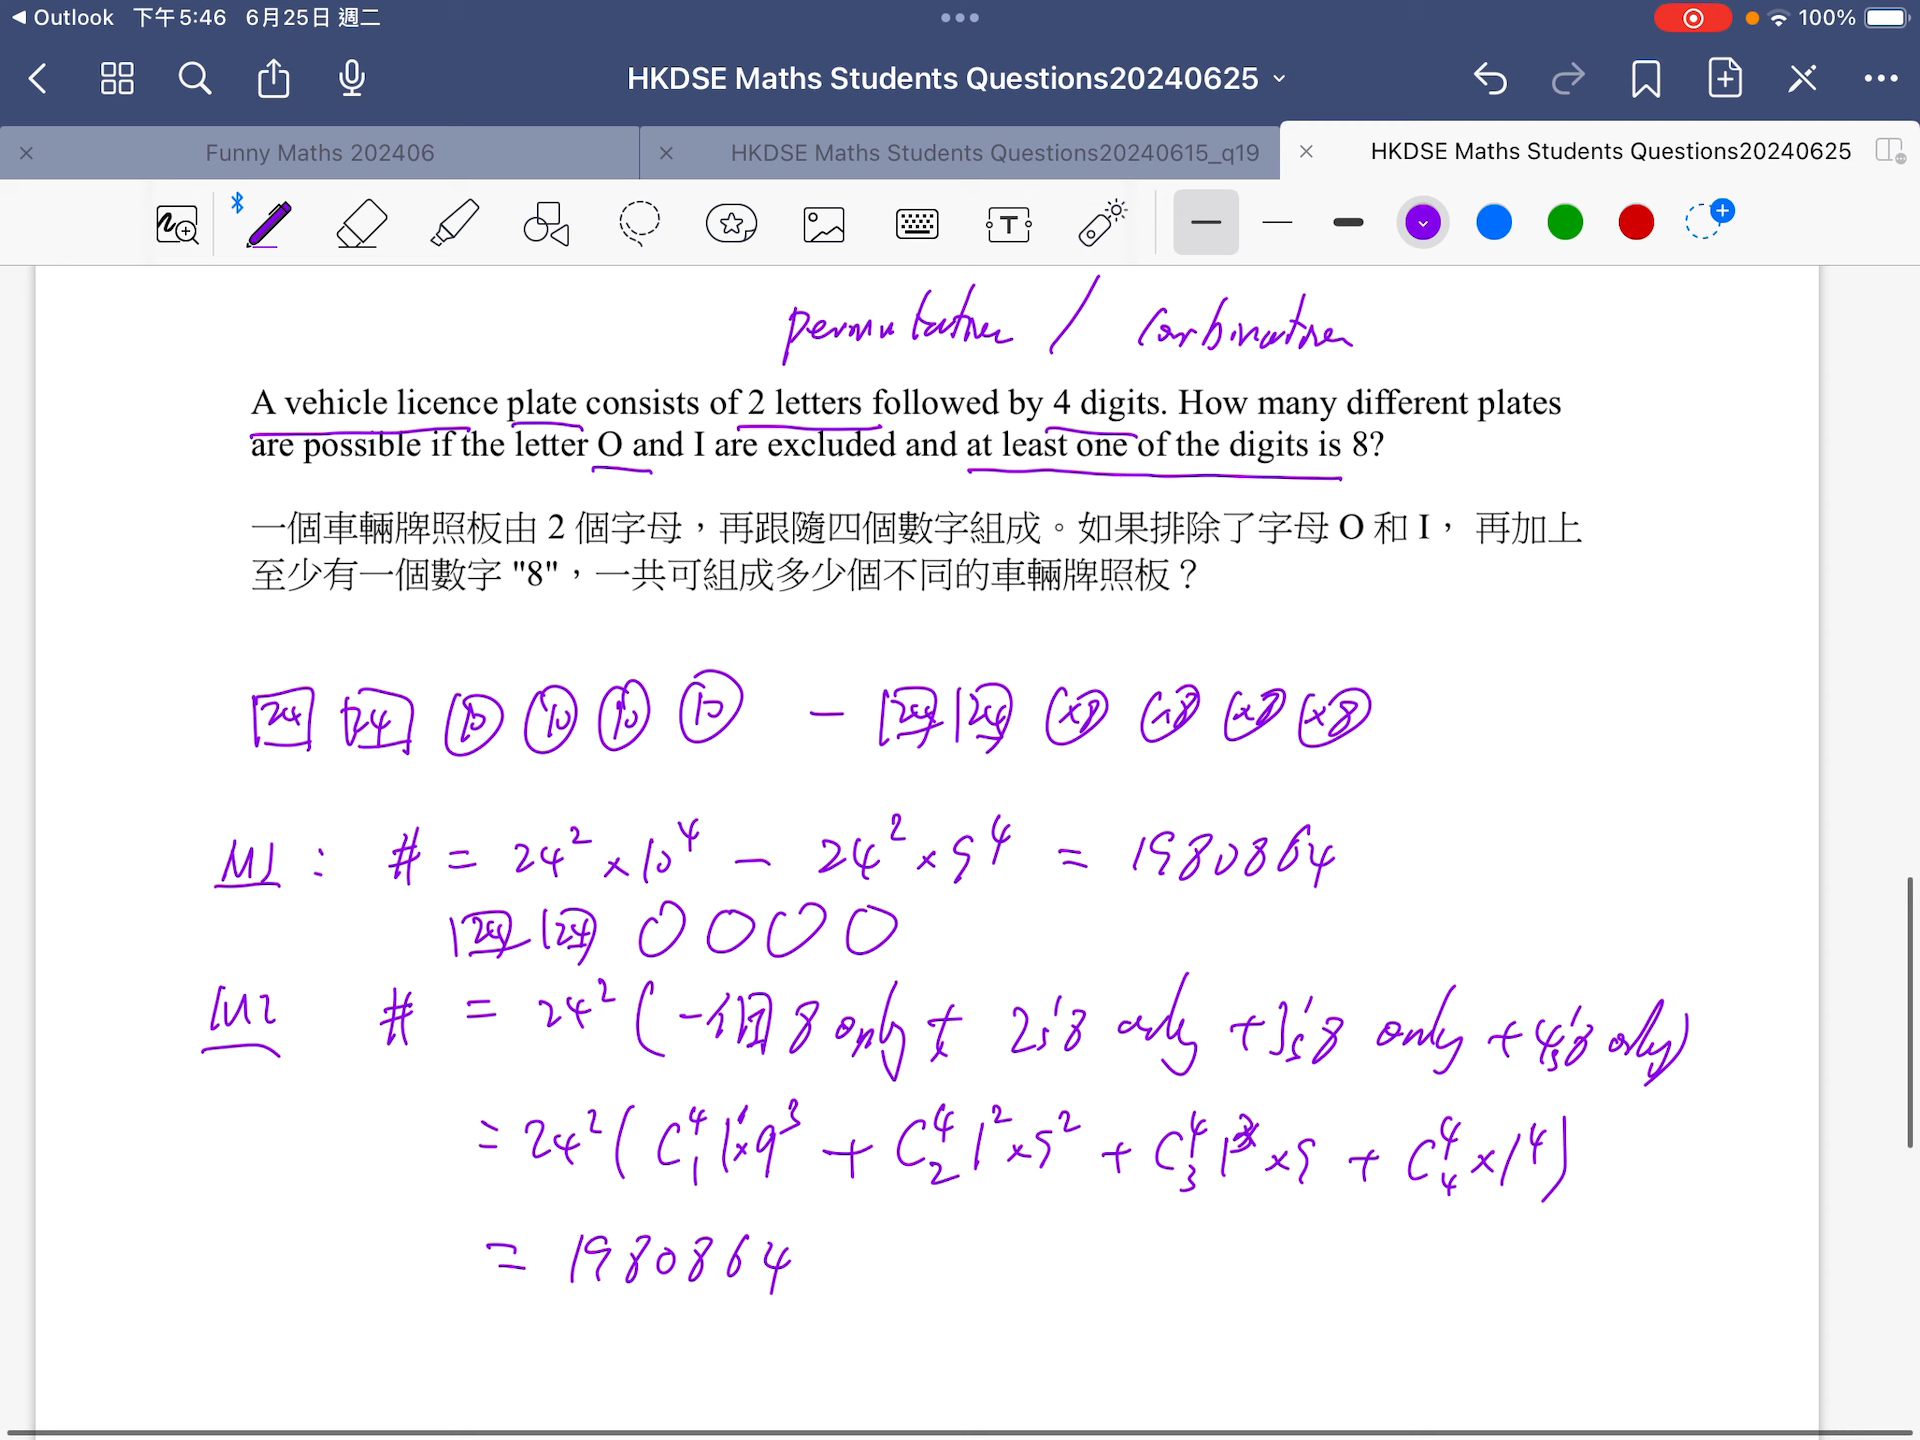 Outlook 下午5:46 6月25日 週二 100%
HKDSE Maths Students Questions20240625
Funny Maths 202406
HKDSE Maths Students Questions20240615_q19
HKDSE Maths Students Questions20240625
permutation / combination
A vehicle licence plate consists of 2 letters followed by 4 digits. How many different plates
are possible if the letter O and I are excluded and at least one of the digits is 8?
一個車輛牌照板由 2 個字母，再跟隨四個數字組成。如果排除了字母 O 和 I， 再加上
至少有一個數字 "8"，一共可組成多少個不同的車輛牌照板？
24 24 10 10 10 10 − 24 24 ×8 ×8 ×8 ×8
M1 : # = 24² × 10⁴ − 24² × 9⁴ = 1980864
24 24 O O O O
M2 # = 24² (一個 8 only + 2's 8 only + 3's 8 only + 4's 8 only)
= 24² (C⁴₁ 1¹×9³ + C⁴₂ 1²×9² + C⁴₃ 1³×9 + C⁴₄×1⁴)
= 1980864